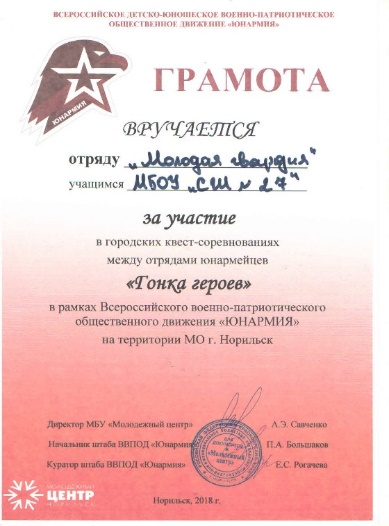 ВСЕРОССИЙСКОЕ ДЕТСКО-ЮНОШЕСКОЕ ВОЕННО-ПАТРИОТИЧЕСКОЕ
ОБЩЕСТВЕННОЕ ДВИЖЕНИЕ «ЮНАРМИЯ»
ЮНАРМИЯ
ГРАМОТА
ВРУЧАЕТСЯ
отряду „Молодая гвардия“
учащимся МБОУ „СШ № 27“
за участие
в городских квест-соревнованиях
между отрядами юнармейцев
«Гонка героев»
в рамках Всероссийского военно-патриотического
общественного движения «ЮНАРМИЯ»
на территории МО г. Норильск
Директор МБУ «Молодежный центр» А.Э. Савченко
Начальник штаба ВВПОД «Юнармия» П.А. Большаков
Куратор штаба ВВПОД «Юнармия» Е.С. Рогачева
МОЛОДЕЖНЫЙ
ЦЕНТР
НОРИЛЬСК
Норильск, 2018 г.